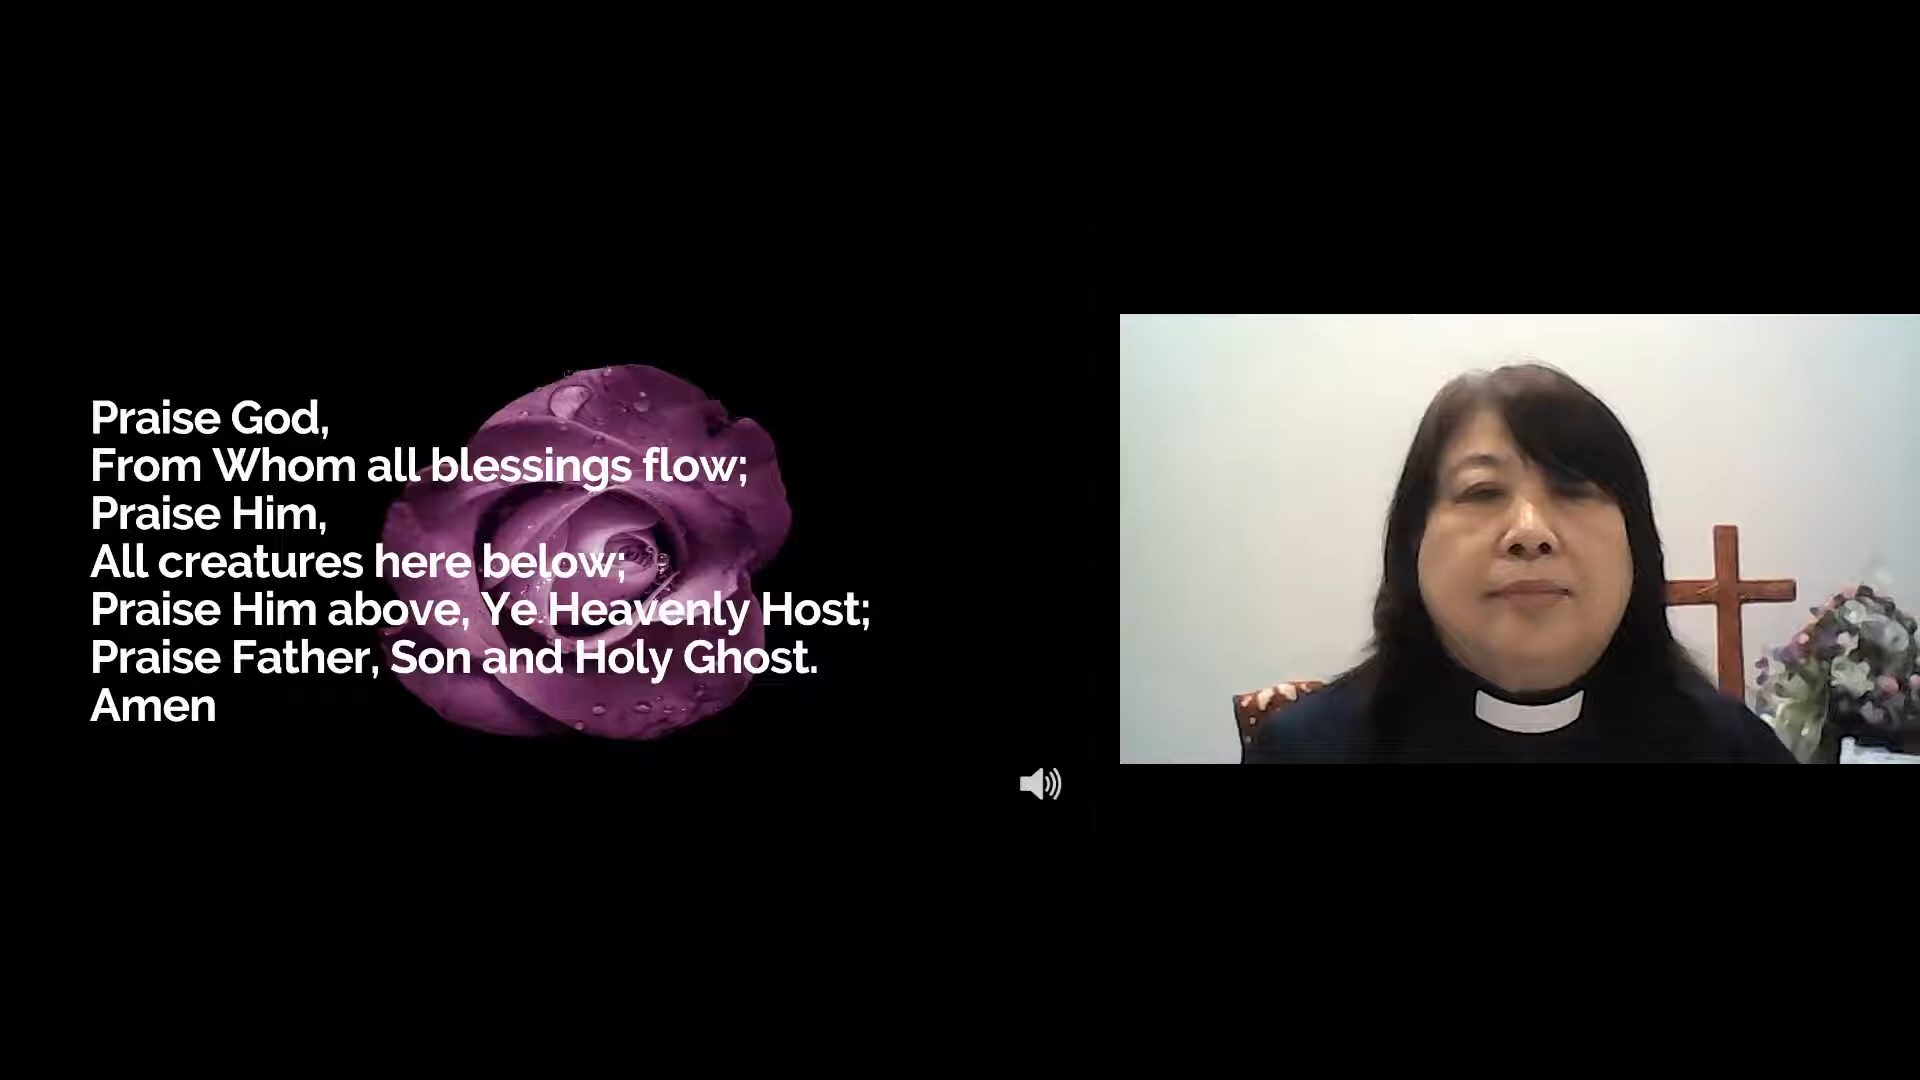 Praise God,
From Whom all blessings flow;
Praise Him,
All creatures here below;
Praise Him above, Ye Heavenly Host;
Praise Father, Son and Holy Ghost.
Amen